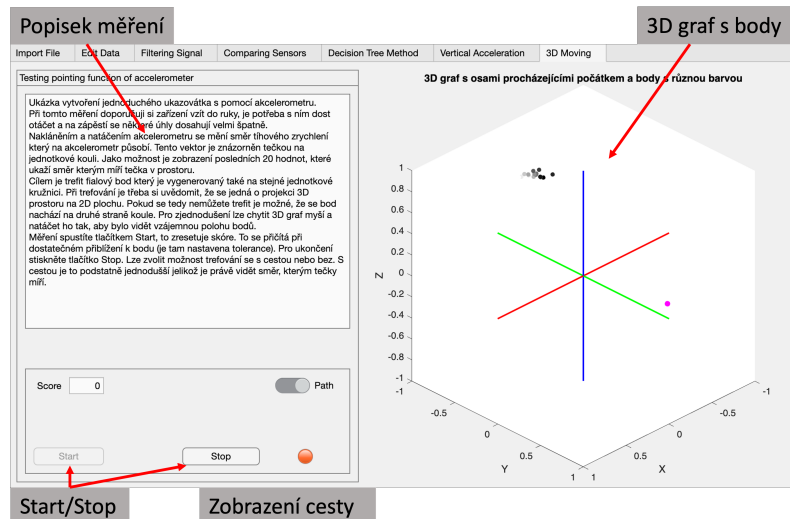 Popisek měření
3D graf s body
Import File Edit Data Filtering Signal Comparing Sensors Decision Tree Method Vertical Acceleration 3D Moving
Testing pointing function of accelerometer
Ukázka vytvoření jednoduchého ukazovátka s pomocí akcelerometru.
Při tomto měření doporučuji si zařízení vzít do ruky, je potřeba s ním dost
otáčet a na zápěstí se některé úhly dosahují velmi špatně.
Nakláněním a natáčením akcelerometru se mění směr tíhového zrychlení
který na akcelerometr působí. Tento vektor je znázorněn tečkou na
jednotkové kouli. Jako možnost je zobrazení posledních 20 hodnot, které
ukaží směr kterým míří tečka v prostoru.
Cílem je trefit fialový bod který je vygenerovaný také na stejné jednotkové
kružnici. Při trefování je třeba si uvědomit, že se jedná o projekci 3D
prostoru na 2D plochu. Pokud se tedy nemůžete trefit je možné, že se bod
nachází na druhé straně koule. Pro zjednodušení lze chytit 3D graf myší a
natáčet ho tak, aby bylo vidět vzájemnou polohu bodů.
Měření spustíte tlačítkem Start, to zresetuje skóre. To se přičítá při
dostatečném přiblížení k bodu (je tam nastavena tolerance). Pro ukončení
stiskněte tlačítko Stop. Lze zvolit možnost trefování se s cestou nebo bez. S
cestou je to podstatně jednodušší jelikož je právě vidět směr, kterým tečky
míří.
Score 0 Path
Start Stop
Start/Stop
Zobrazení cesty
3D graf s osami procházejícími počátkem a body s různou barvou
1
0.8
0.6
0.4
0.2
0
-0.2
-0.4
-0.6
-0.8
-1
Z
-1
-0.5
0
0.5
1
Y
1
0.5
0
-0.5
-1
X